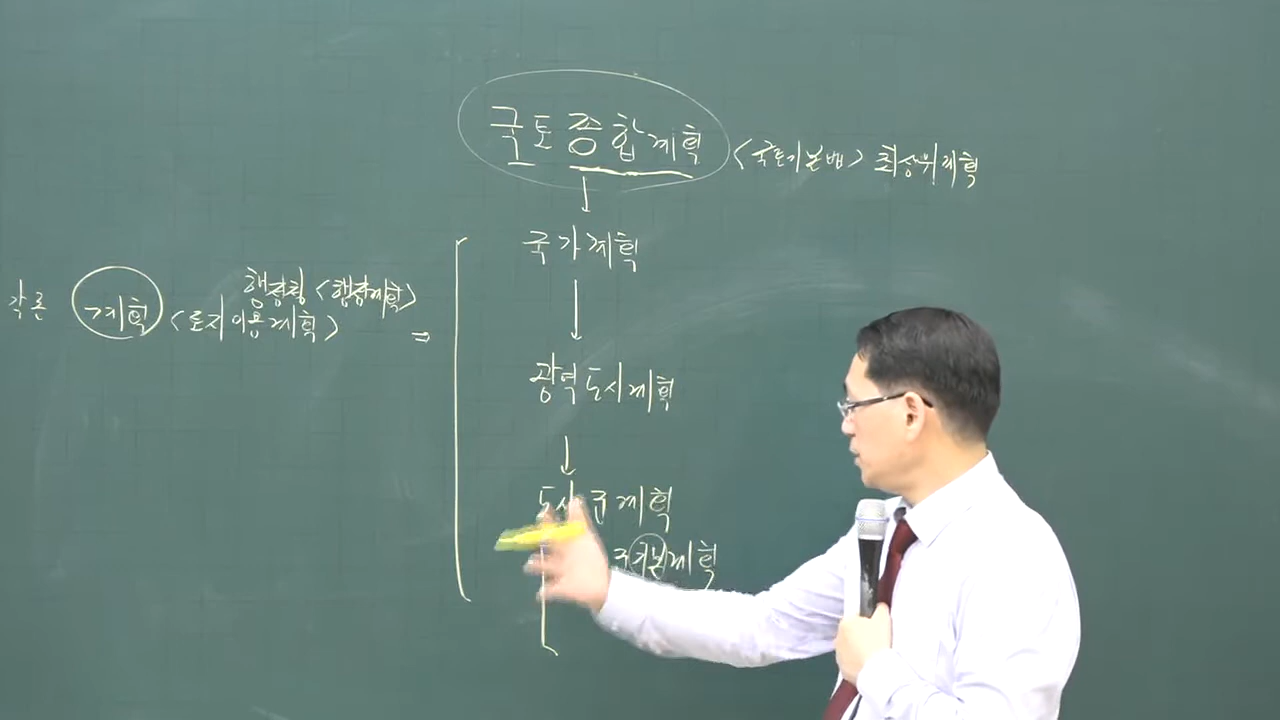 국토종합계획 <국토기본법> 최상위계획
국가계획
각론 계획 <토지이용계획>
행정청 <행정계획>
=
광역도시계획
도시군계획
군기본계획